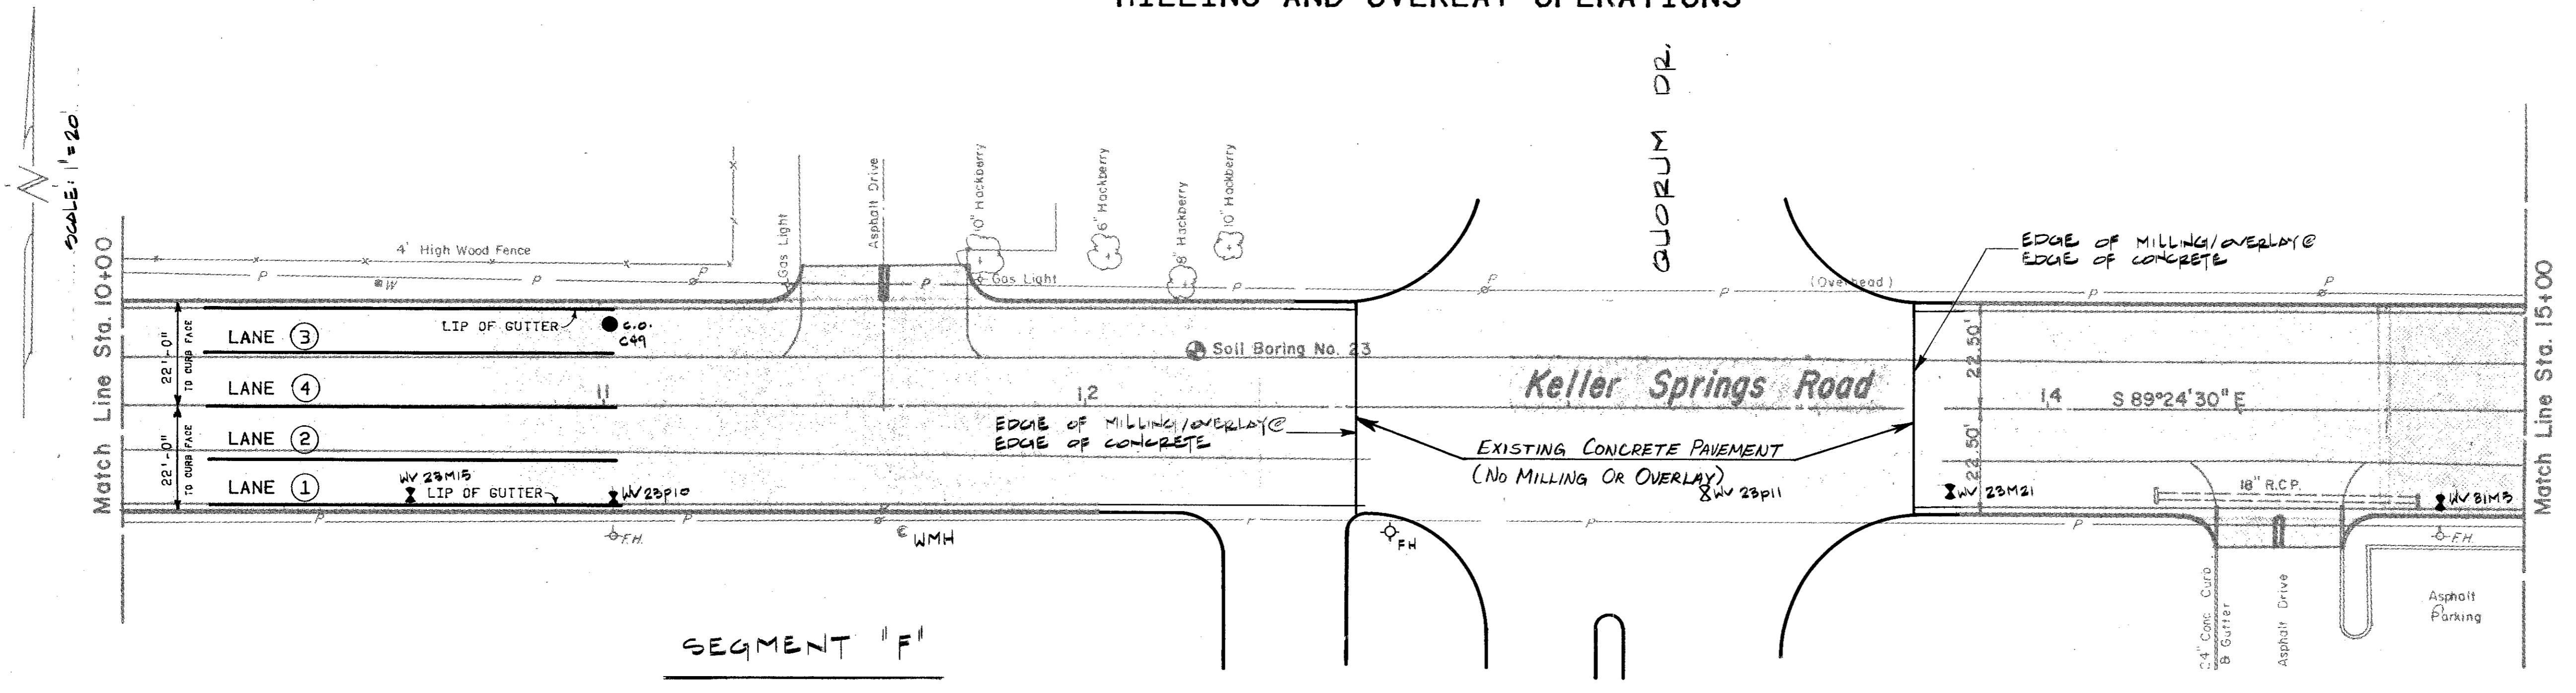 MILLING AND OVERLAY OPERATIONS
SCALE: 1"=20'
QUORUM DR.
Match Line Sta. 10+00
4' High Wood Fence
Gas Light
Asphalt Drive
10" Hackberry
6" Hackberry
8" Hackberry
10" Hackberry
P
P
P
P
P
P
P
(Overhead)
P
P
W
Gas Light
EDGE OF MILLING/OVERLAY @
EDGE OF CONCRETE
22'-0"
TO CURB FACE
LIP OF GUTTER
LANE 3
C.O.
C49
Soil Boring No. 23
22.50'
LANE 4
11
12
Keller Springs Road
14
S 89°24'30" E
22'-0"
TO CURB FACE
LANE 2
EDGE OF MILLING/OVERLAY @
EDGE OF CONCRETE
EXISTING CONCRETE PAVEMENT
(NO MILLING OR OVERLAY)
22.50'
WV 23M15
LANE 1
LIP OF GUTTER
WV 23P10
WV 23P11
WV 23M21
18" R.C.P.
WV 81M3
Match Line Sta. 15+00
P
P
P
P
F.H.
WMH
FH
F.H.
24" Conc. Curb
& Gutter
Asphalt Drive
Asphalt
Parking
SEGMENT "F"